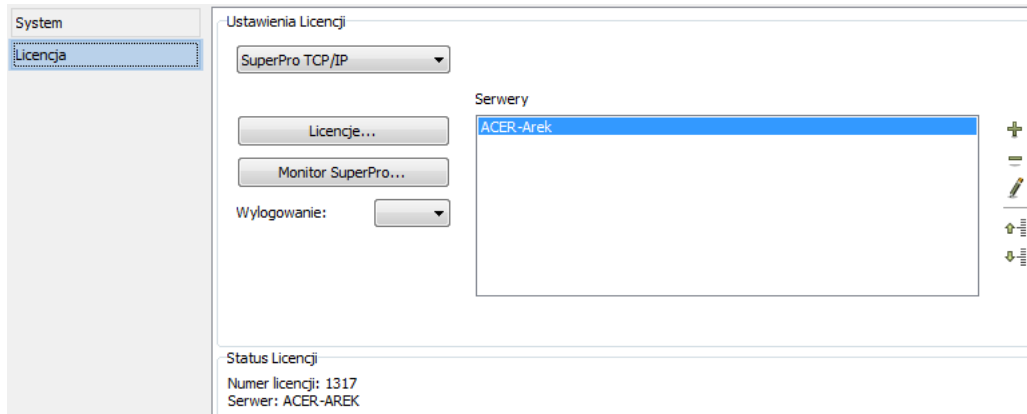 System
Licencja
Ustawienia Licencji
SuperPro TCP/IP
Serwery
ACER-Arek
Licencje...
Monitor SuperPro...
Wylogowanie:
Status Licencji
Numer licencji: 1317
Serwer: ACER-AREK